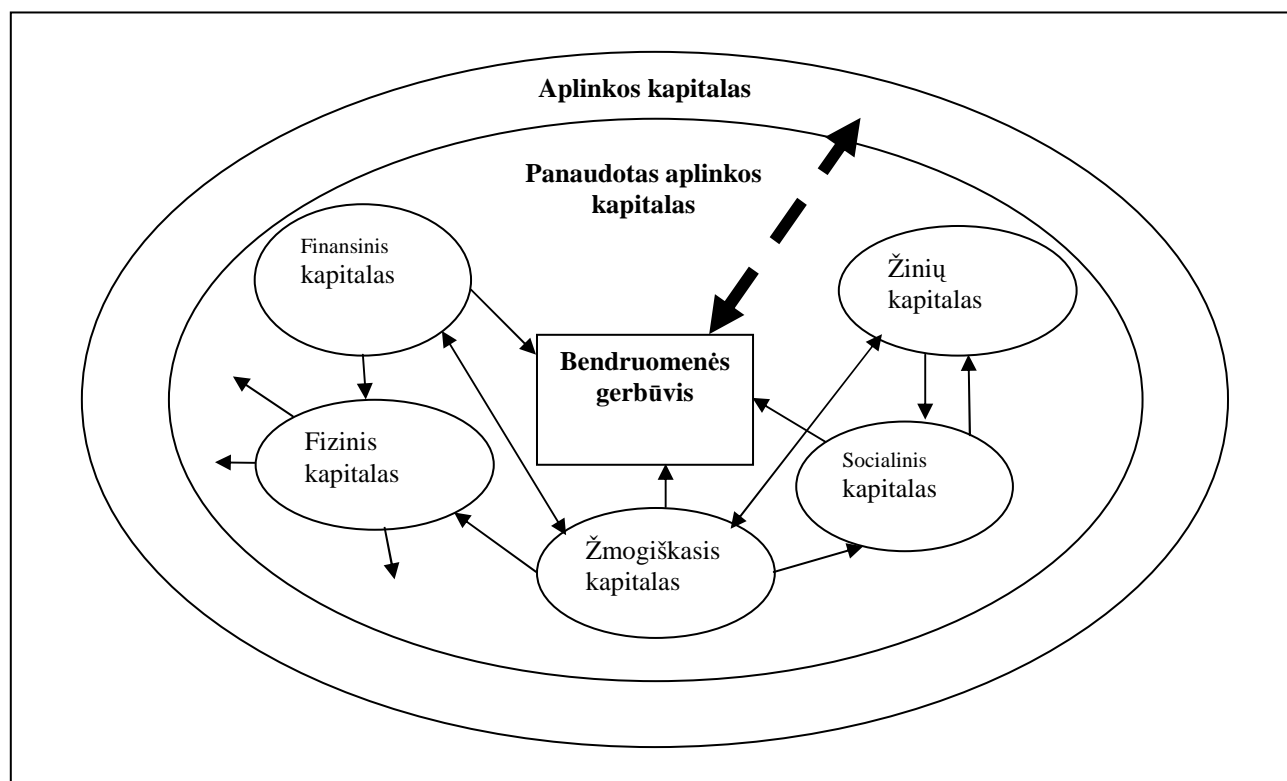 Aplinkos kapitalas
Panaudotas aplinkos
kapitalas
Finansinis
kapitalas
Žinių
kapitalas
Bendruomenės
gerbūvis
Fizinis
kapitalas
Socialinis
kapitalas
Žmogiškasis
kapitalas